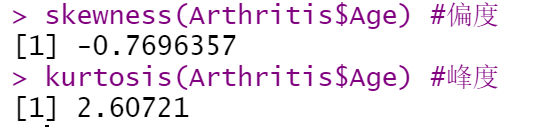 > skewness(Arthritis$Age) #偏度
[1] -0.7696357
> kurtosis(Arthritis$Age) #峰度
[1] 2.60721